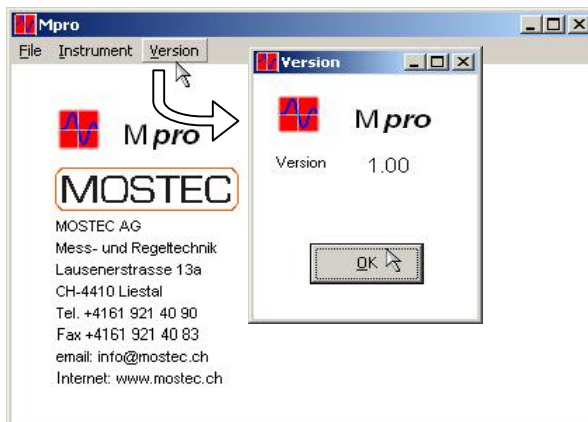 Mpro
File Instrument Version
M pro
MOSTEC
MOSTEC AG
Mess- und Regeltechnik
Lausenerstrasse 13a
CH-4410 Liestal
Tel. +4161 921 40 90
Fax +4161 921 40 83
email: info@mostec.ch
Internet: www.mostec.ch
Version
M pro
Version 1.00
OK